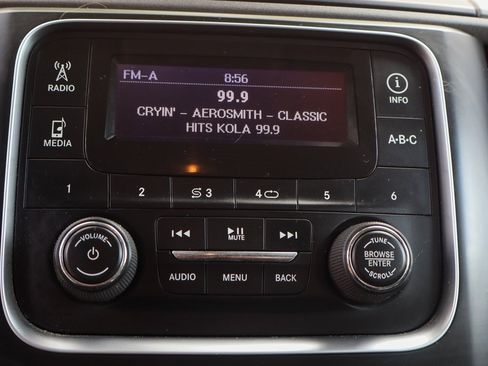 FM-A 8:56
99.9
CRYIN' - AEROSMITH - CLASSIC
HITS KOLA 99.9
RADIO
INFO
MEDIA
A·B·C
1 2 3 4 5 6
VOLUME
MUTE
TUNE
BROWSE
ENTER
SCROLL
AUDIO MENU BACK